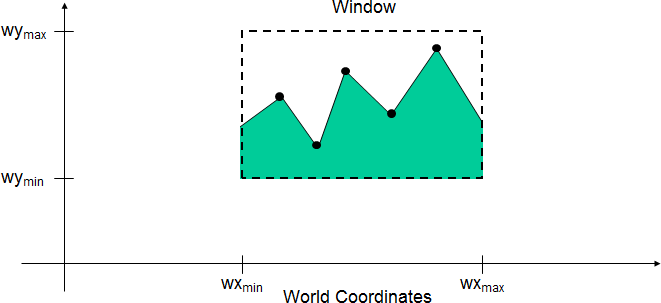 Window
wymax
wymin
wxmin
wxmax
World Coordinates